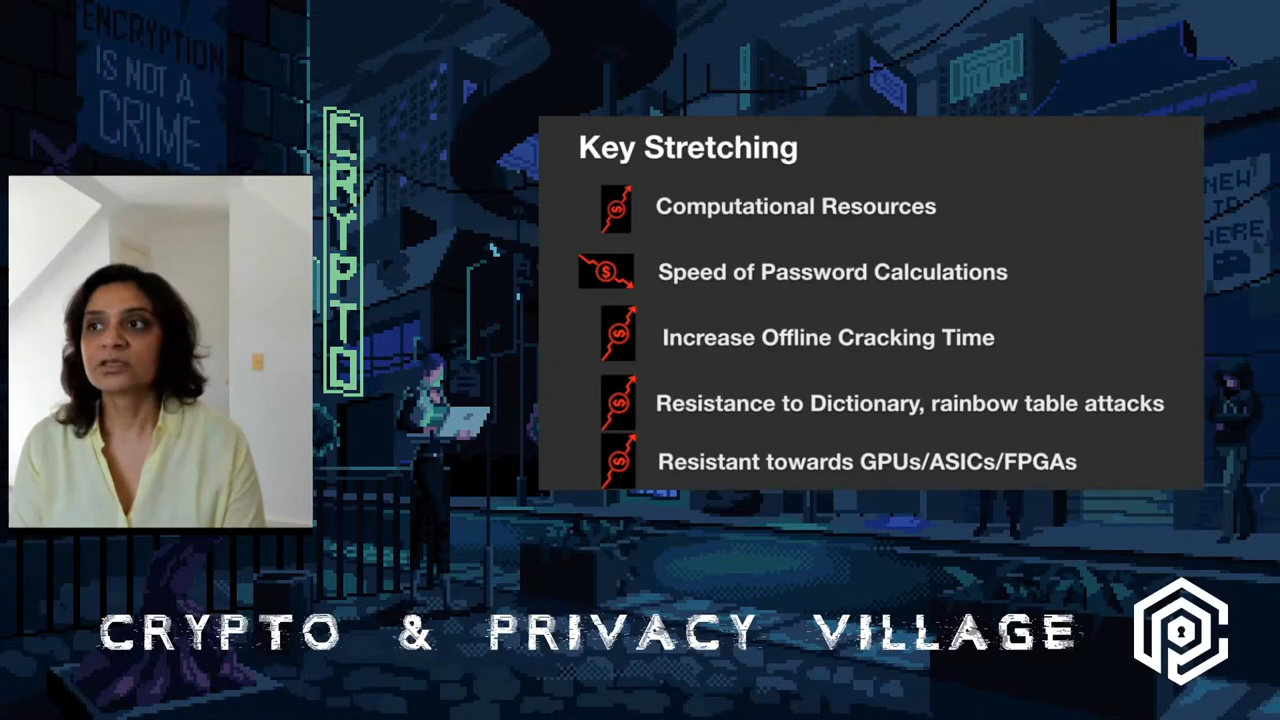 ENCRYPTION
IS NOT A
CRIME
CRYPTO
Key Stretching
Computational Resources
Speed of Password Calculations
Increase Offline Cracking Time
Resistance to Dictionary, rainbow table attacks
Resistant towards GPUs/ASICs/FPGAs
NEW
TO
HERE
CRYPTO & PRIVACY VILLAGE